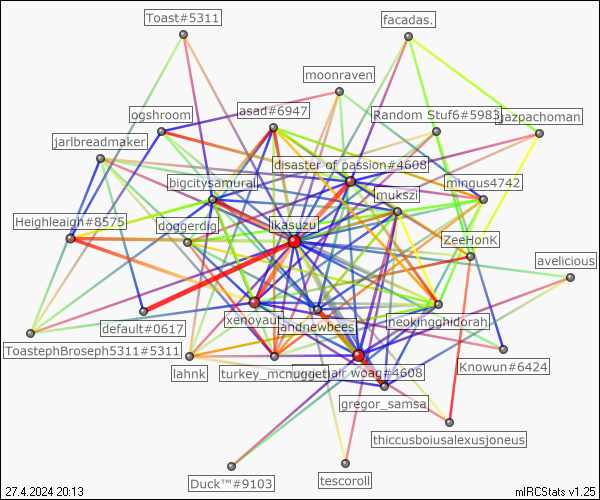 Toast#5311
facadas.
moonraven
ogshroom
asad#6947
Random Stuf6#5983
jazpachoman
jarlbreadmaker
disaster of passion#4608
bigcitysamurai
mukszi
mingus4742
Heighleaigh#8575
doggerdig
ikasuzu
ZeeHonK
avelicious
default#0617
xenoyaur
andnewbees
neokingghidorah
ToastephBroseph5311#5311
lahnk
turkey_mcnugget
woag#4608
Knowun#6424
gregor_samsa
thiccusboiusalexusjoneus
Duck™#9103
tescoroll
27.4.2024 20:13
mIRCStats v1.25